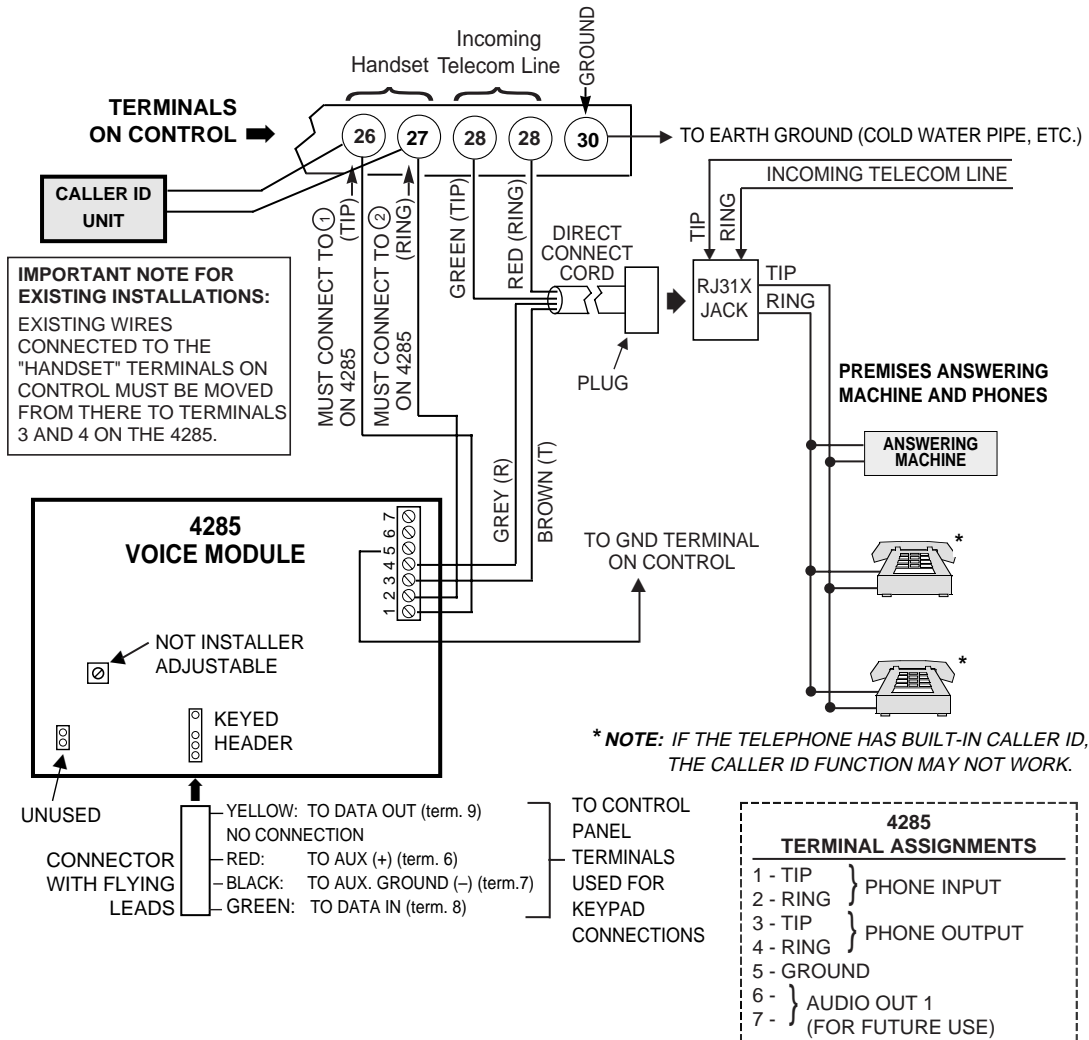 Incoming
Handset Telecom Line
GROUND
TERMINALS
ON CONTROL
26
27
28
28
30
TO EARTH GROUND (COLD WATER PIPE, ETC.)
INCOMING TELECOM LINE
CALLER ID
UNIT
MUST CONNECT TO 1 (TIP)
ON 4285
MUST CONNECT TO 2 (RING)
ON 4285
GREEN (TIP)
RED (RING)
DIRECT
CONNECT
CORD
TIP
RING
RJ31X
JACK
TIP
RING
PLUG
IMPORTANT NOTE FOR
EXISTING INSTALLATIONS:
EXISTING WIRES
CONNECTED TO THE
"HANDSET" TERMINALS ON
CONTROL MUST BE MOVED
FROM THERE TO TERMINALS
3 AND 4 ON THE 4285.
PREMISES ANSWERING
MACHINE AND PHONES
ANSWERING
MACHINE
GREY (R)
BROWN (T)
4285
VOICE MODULE
1 2 3 4 5 6 7
TO GND TERMINAL
ON CONTROL
*
*
NOT INSTALLER
ADJUSTABLE
KEYED
HEADER
UNUSED
* NOTE: IF THE TELEPHONE HAS BUILT-IN CALLER ID,
THE CALLER ID FUNCTION MAY NOT WORK.
CONNECTOR
WITH FLYING
LEADS
YELLOW: TO DATA OUT (term. 9)
NO CONNECTION
RED: TO AUX (+) (term. 6)
BLACK: TO AUX. GROUND (–) (term.7)
GREEN: TO DATA IN (term. 8)
TO CONTROL
PANEL
TERMINALS
USED FOR
KEYPAD
CONNECTIONS
4285
TERMINAL ASSIGNMENTS
1 - TIP
2 - RING
PHONE INPUT
3 - TIP
4 - RING
PHONE OUTPUT
5 - GROUND
6 -
7 -
AUDIO OUT 1
(FOR FUTURE USE)